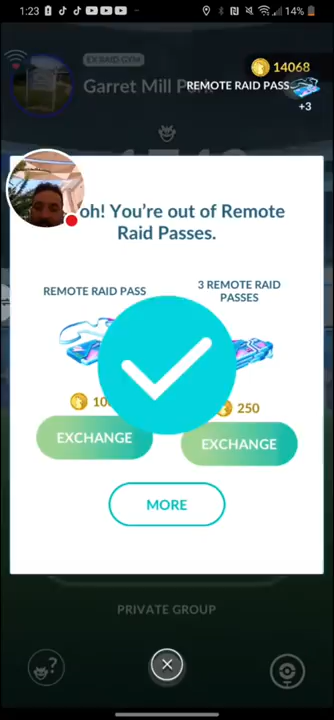 1:23
14%
EX RAID GYM
Garret Mill
14068
REMOTE RAID PASS
+3
oh! You're out of Remote
Raid Passes.
REMOTE RAID PASS
3 REMOTE RAID
PASSES
250
EXCHANGE
EXCHANGE
MORE
PRIVATE GROUP